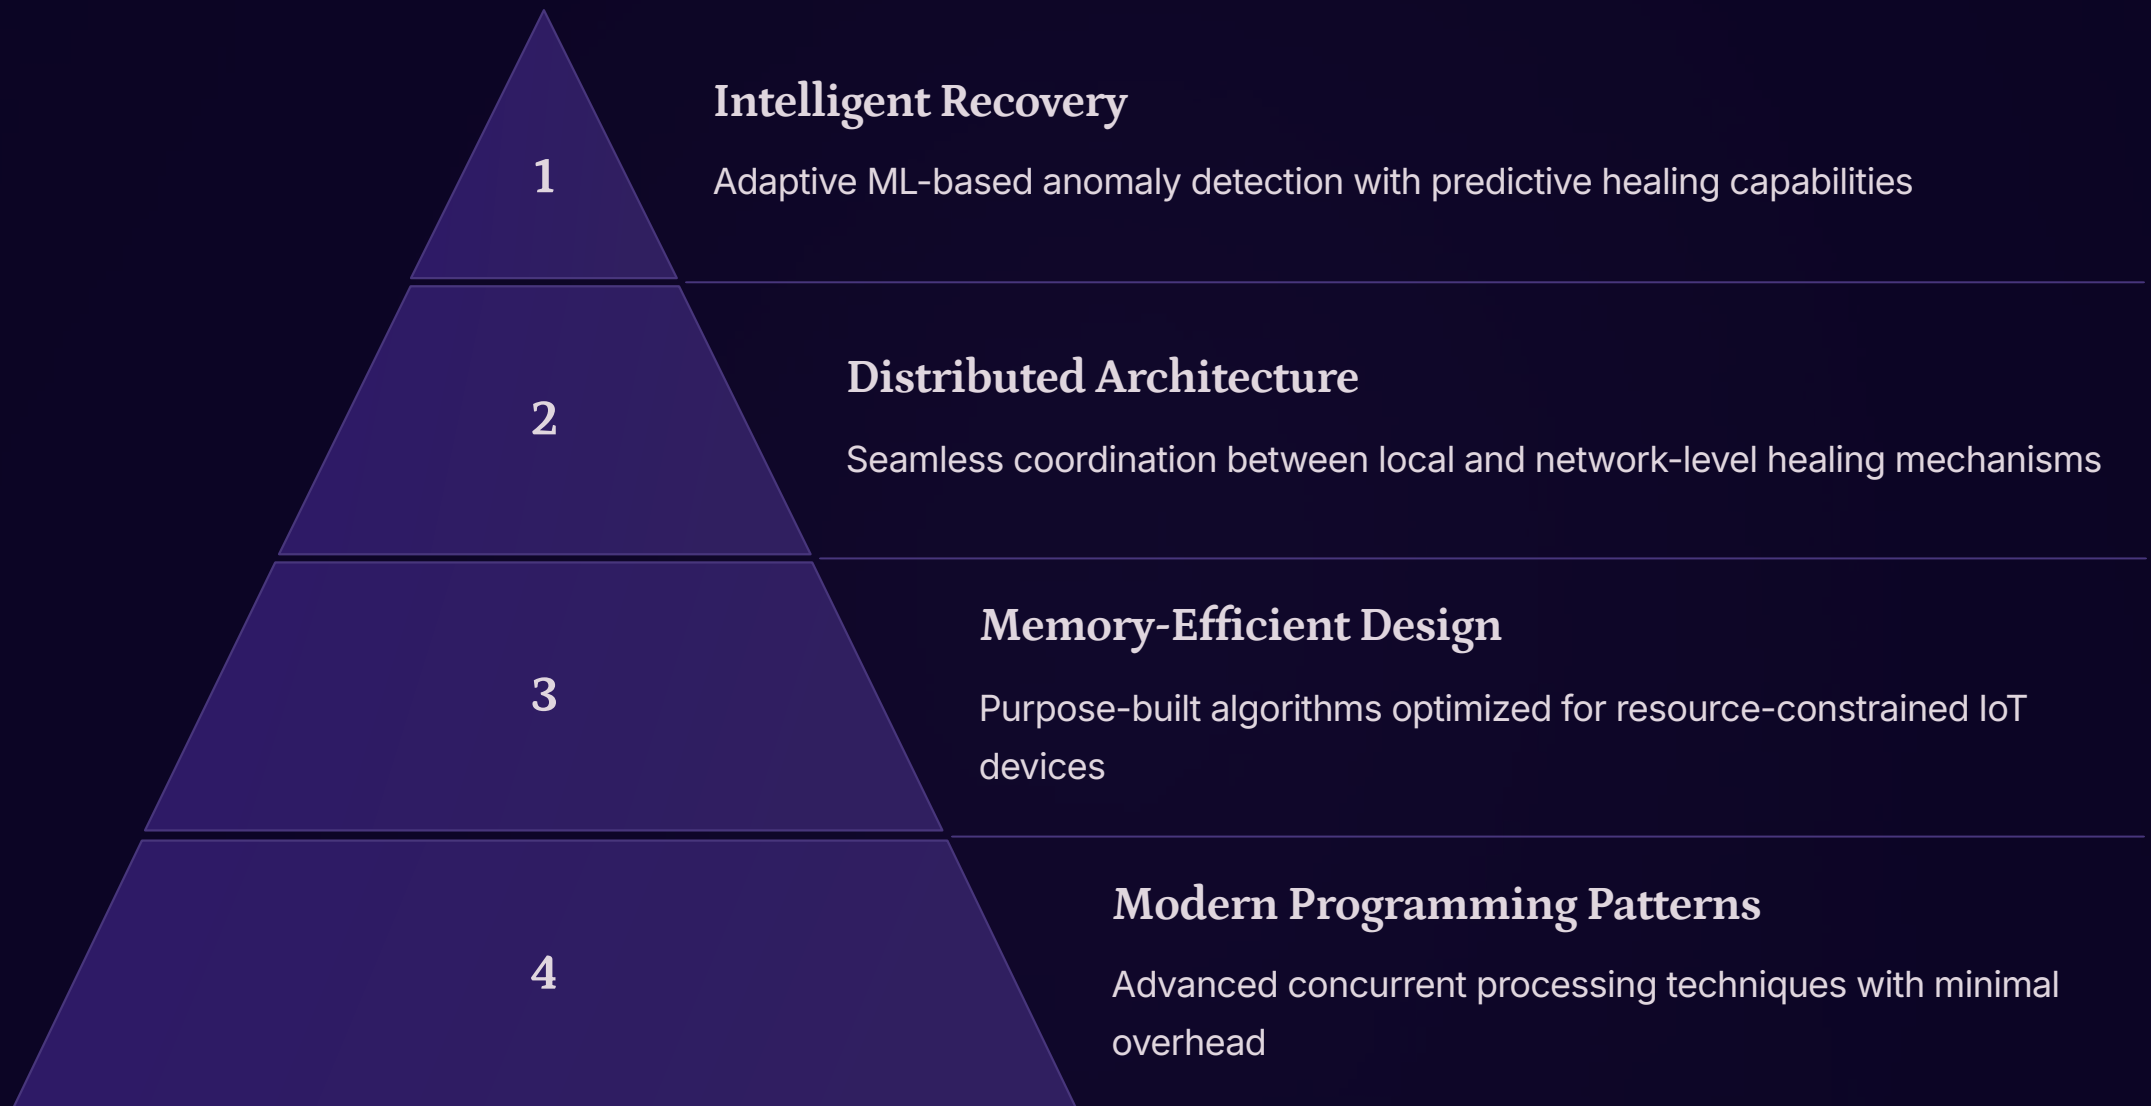 1
Intelligent Recovery
Adaptive ML-based anomaly detection with predictive healing capabilities
2
Distributed Architecture
Seamless coordination between local and network-level healing mechanisms
3
Memory-Efficient Design
Purpose-built algorithms optimized for resource-constrained IoT
devices
4
Modern Programming Patterns
Advanced concurrent processing techniques with minimal
overhead